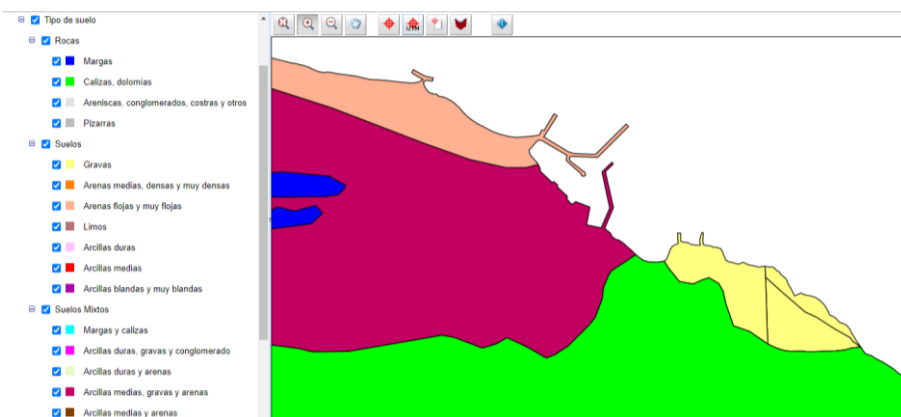 Tipo de suelo
Rocas
Margas
Calizas, dolomías
Areniscas, conglomerados, costras y otros
Pizarras
Suelos
Gravas
Arenas medias, densas y muy densas
Arenas flojas y muy flojas
Limos
Arcillas duras
Arcillas medias
Arcillas blandas y muy blandas
Suelos Mixtos
Margas y calizas
Arcillas duras, gravas y conglomerado
Arcillas duras y arenas
Arcillas medias, gravas y arenas
Arcillas medias y arenas
UTM